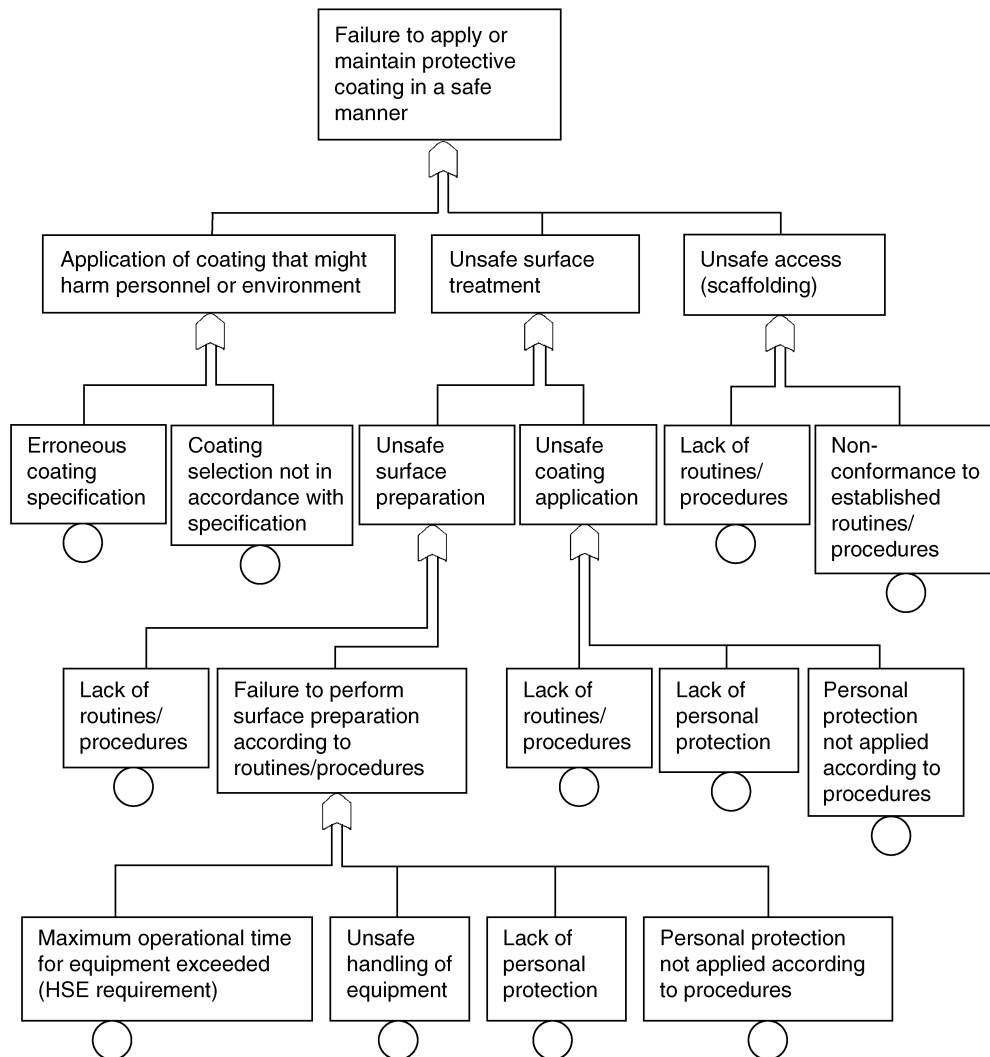 Failure to apply or
maintain protective
coating in a safe
manner
Application of coating that might
harm personnel or environment
Unsafe surface
treatment
Unsafe access
(scaffolding)
Erroneous
coating
specification
Coating
selection not in
accordance with
specification
Unsafe
surface
preparation
Unsafe
coating
application
Lack of
routines/
procedures
Non-
conformance to
established
routines/
procedures
Lack of
routines/
procedures
Failure to perform
surface preparation
according to
routines/procedures
Lack of
routines/
procedures
Lack of
personal
protection
Personal
protection
not applied
according to
procedures
Maximum operational time
for equipment exceeded
(HSE requirement)
Unsafe
handling of
equipment
Lack of
personal
protection
Personal protection
not applied according
to procedures